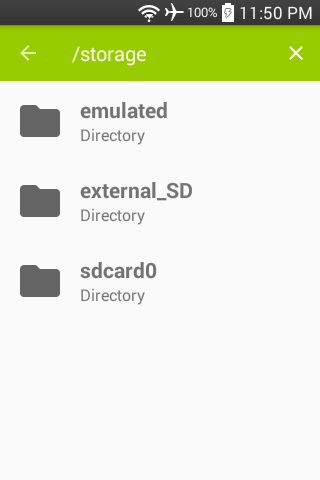 100% 11:50 PM
/storage
emulated
Directory
external_SD
Directory
sdcard0
Directory